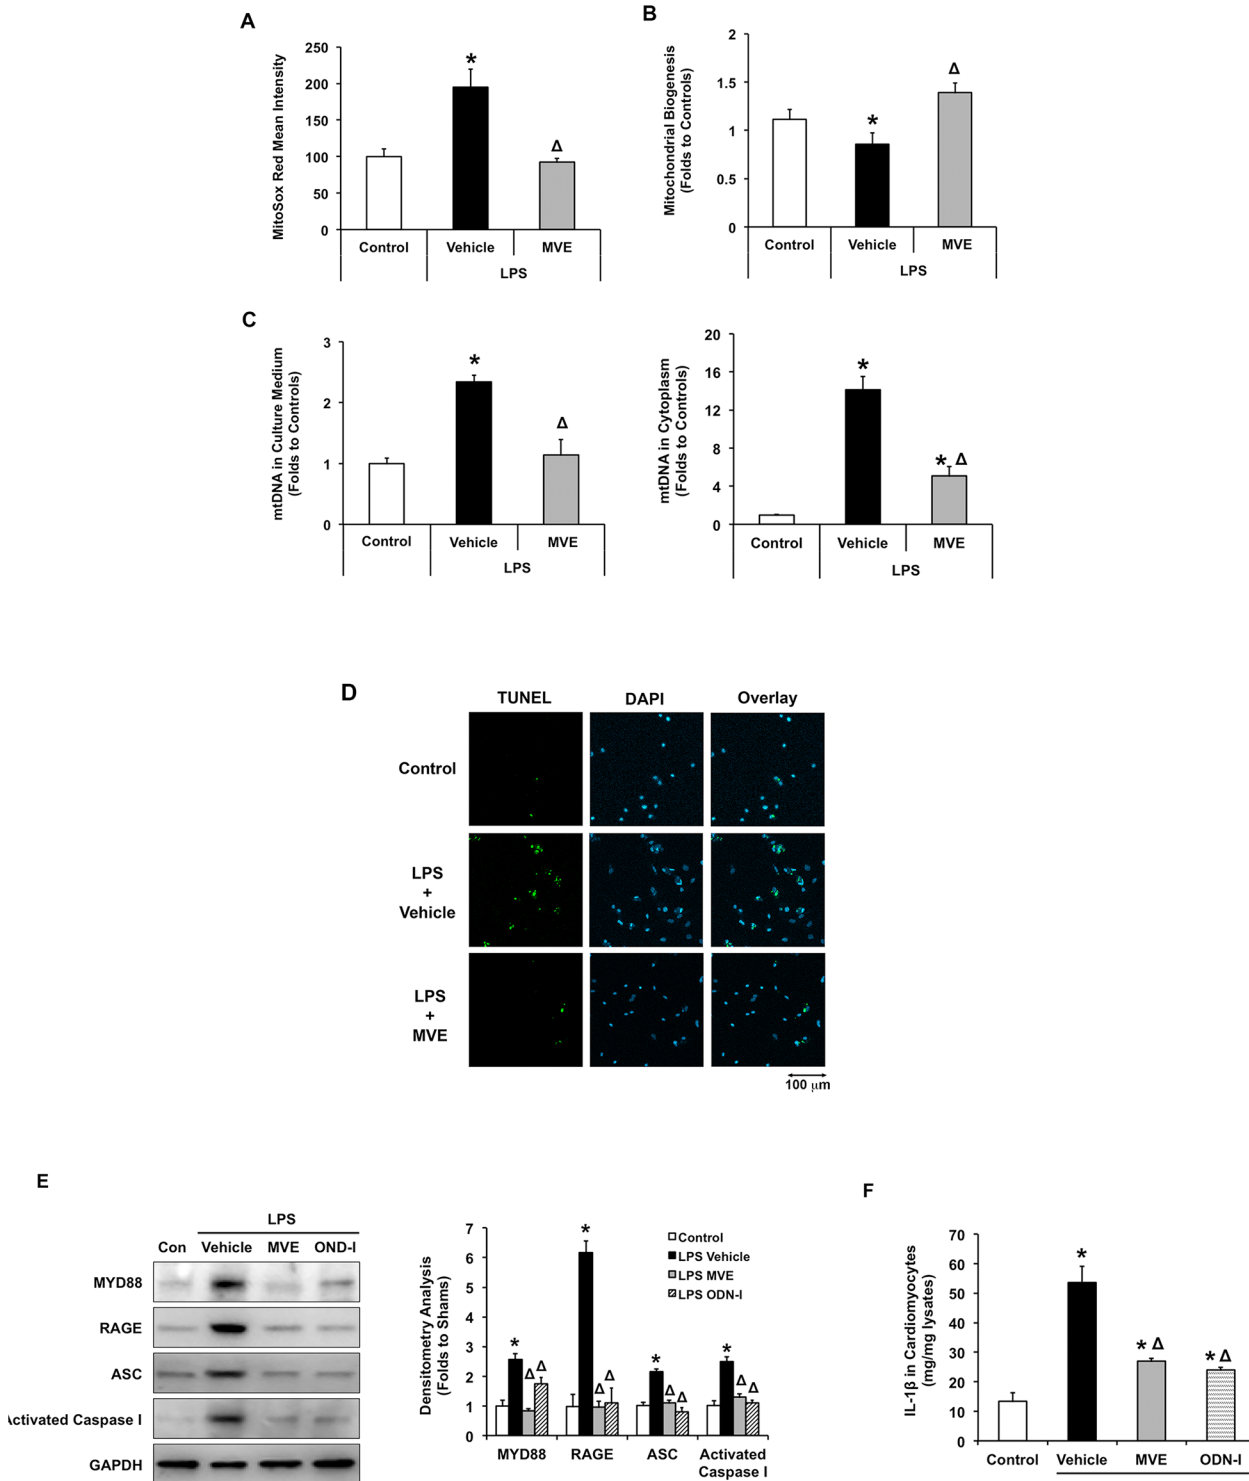 A
MitoSox Red Mean Intensity
250
200
150
100
50
0
*
Δ
Control Vehicle MVE
LPS
B
Mitochondrial Biogenesis
(Folds to Controls)
2
1.5
1
0.5
0
*
Δ
Control Vehicle MVE
LPS
C
mtDNA in Culture Medium
(Folds to Controls)
3
2
1
0
*
Δ
Control Vehicle MVE
LPS
mtDNA in Cytoplasm
(Folds to Controls)
20
16
12
8
4
0
*
* Δ
Control Vehicle MVE
LPS
D
TUNEL DAPI Overlay
Control
LPS
+
Vehicle
LPS
+
MVE
100 μm
E
LPS
Con Vehicle MVE OND-I
MYD88
RAGE
ASC
Activated Caspase I
GAPDH
Densitometry Analysis
(Folds to Shams)
7
6
5
4
3
2
1
0
Control
LPS Vehicle
LPS MVE
LPS ODN-I
* Δ Δ
* Δ Δ
* Δ Δ
* Δ Δ
MYD88 RAGE ASC Activated
Caspase I
F
IL-1β in Cardiomyocytes
(mg/mg lysates)
70
60
50
40
30
20
10
0
*
* Δ
* Δ
Control Vehicle MVE ODN-I